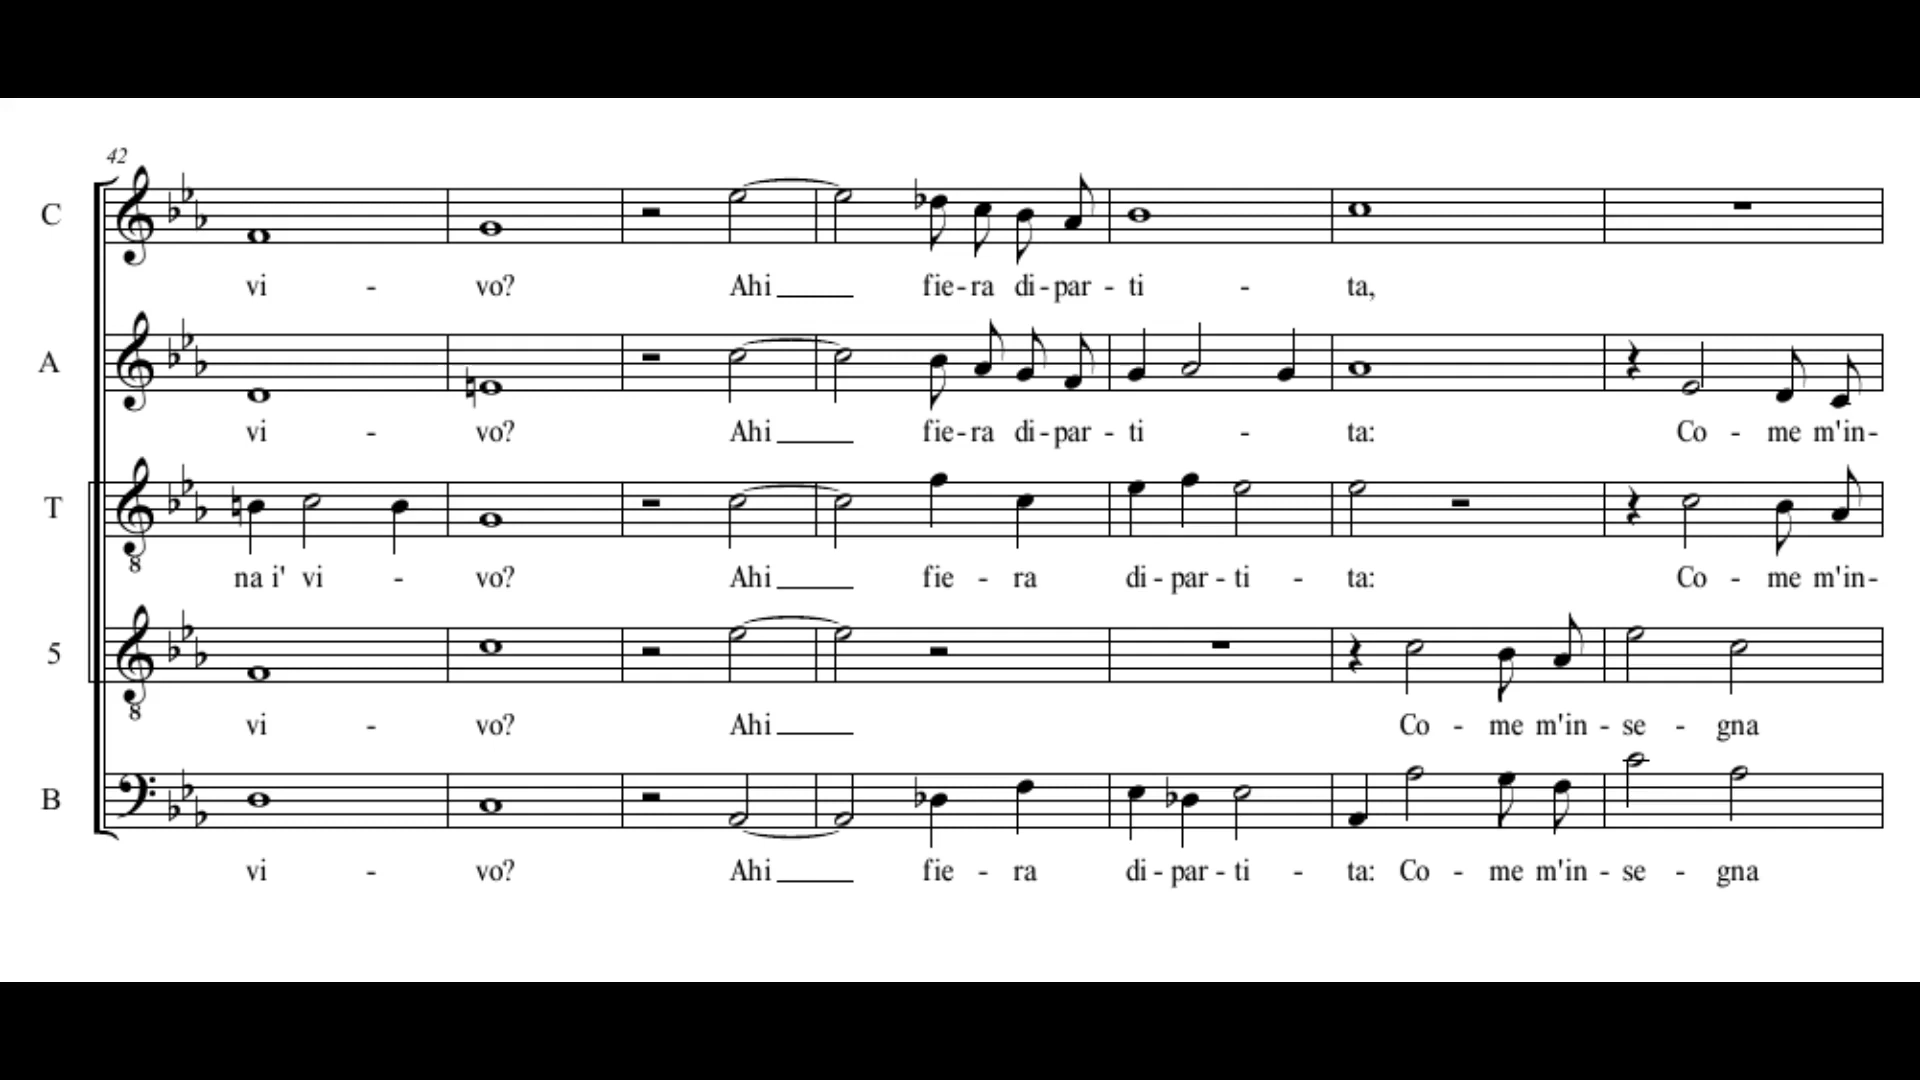 42
C
vi - vo? Ahi fie-ra di-par-ti - ta,
A
vi - vo? Ahi fie-ra di-par-ti - ta: Co - me m'in-
T
8
na i' vi - vo? Ahi fie - ra di-par-ti - ta: Co - me m'in-
5
8
vi - vo? Ahi Co - me m'in-se - gna
B
vi - vo? Ahi fie - ra di-par-ti - ta: Co - me m'in-se - gna